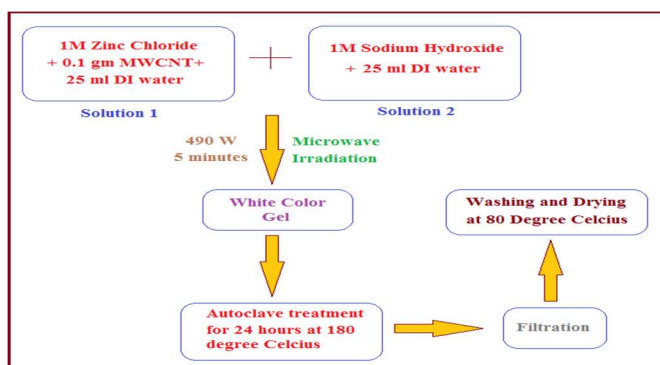 1M Zinc Chloride
+ 0.1 gm MWCNT+
25 ml DI water
Solution 1
1M Sodium Hydroxide
+ 25 ml DI water
Solution 2
490 W
5 minutes
Microwave
Irradiation
White Color
Gel
Autoclave treatment
for 24 hours at 180
degree Celcius
Filtration
Washing and Drying
at 80 Degree Celcius